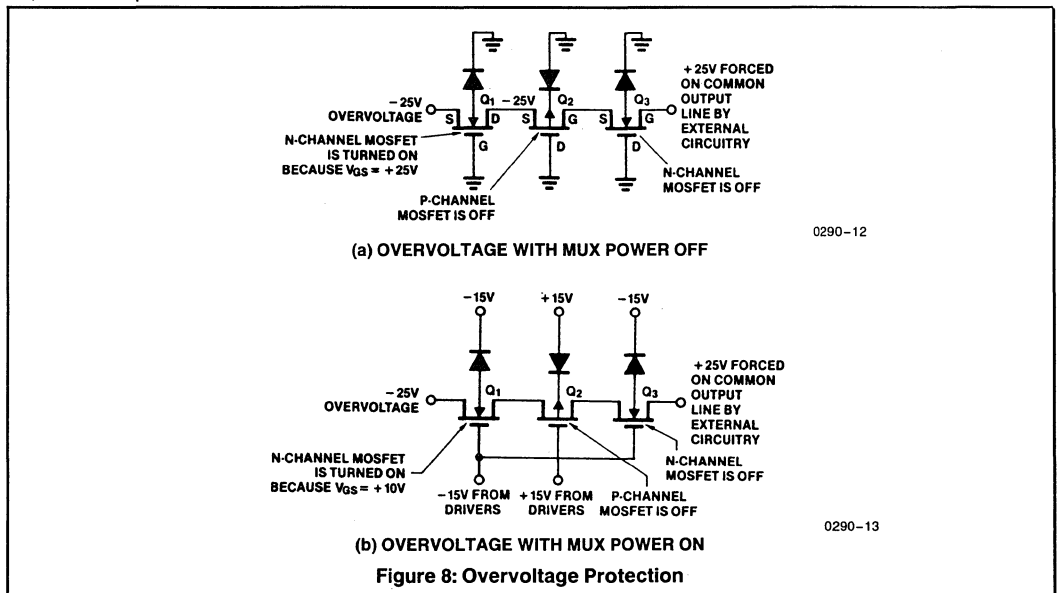 −25V
OVERVOLTAGE
N-CHANNEL MOSFET
IS TURNED ON
BECAUSE VGS = +25V
Q1
S
D
G
−25V
Q2
S
G
D
P-CHANNEL
MOSFET IS OFF
Q3
S
G
D
+25V FORCED
ON COMMON
OUTPUT
LINE BY
EXTERNAL
CIRCUITRY
N-CHANNEL
MOSFET IS OFF
0290–12
(a) OVERVOLTAGE WITH MUX POWER OFF
−15V
+15V
−15V
−25V
OVERVOLTAGE
Q1
Q2
Q3
+25V FORCED
ON COMMON
OUTPUT
LINE BY
EXTERNAL
CIRCUITRY
N-CHANNEL MOSFET
IS TURNED ON
BECAUSE VGS = +10V
−15V FROM
DRIVERS
+15V FROM
DRIVERS
P-CHANNEL
MOSFET IS OFF
N-CHANNEL
MOSFET IS OFF
0290–13
(b) OVERVOLTAGE WITH MUX POWER ON
Figure 8: Overvoltage Protection